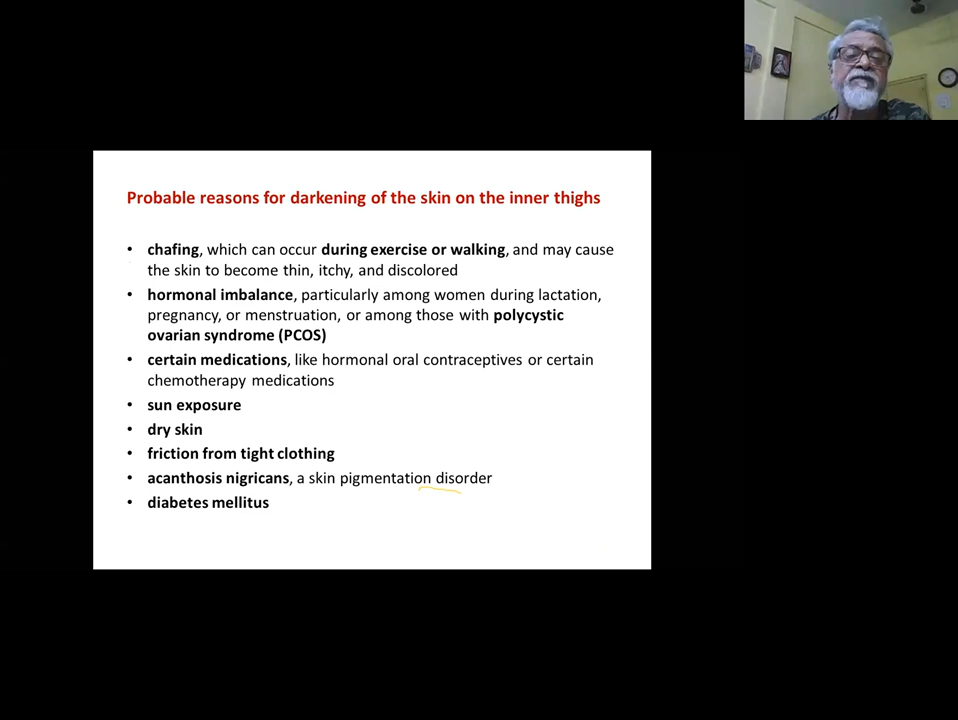 Probable reasons for darkening of the skin on the inner thighs
• chafing, which can occur during exercise or walking, and may cause
the skin to become thin, itchy, and discolored
• hormonal imbalance, particularly among women during lactation,
pregnancy, or menstruation, or among those with polycystic
ovarian syndrome (PCOS)
• certain medications, like hormonal oral contraceptives or certain
chemotherapy medications
• sun exposure
• dry skin
• friction from tight clothing
• acanthosis nigricans, a skin pigmentation disorder
• diabetes mellitus